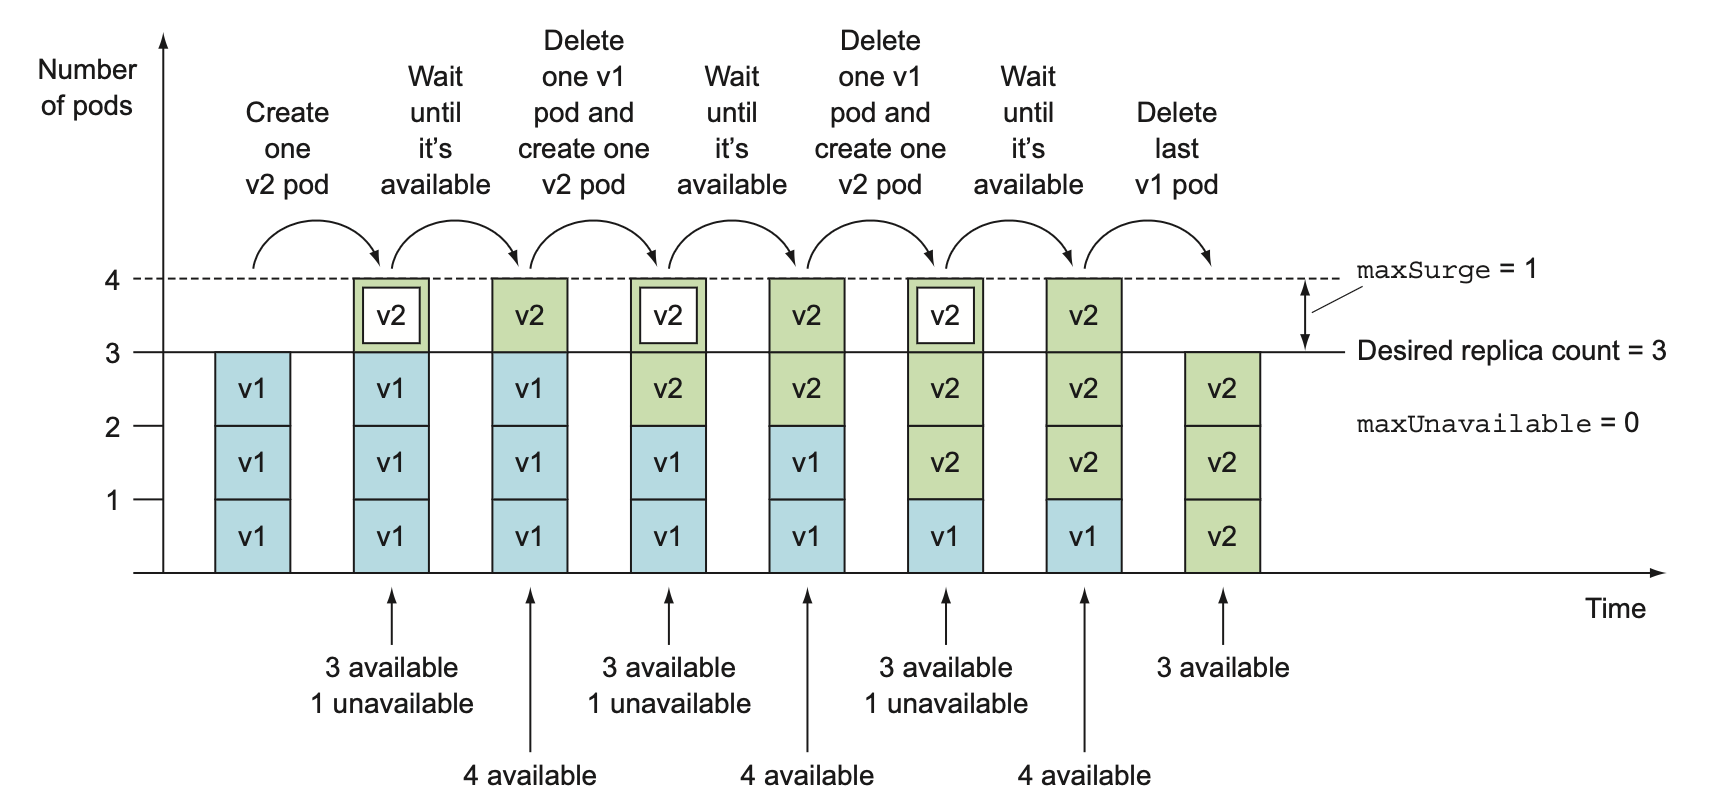 Number
of pods
Create
one
v2 pod
Wait
until
it's
available
Delete
one v1
pod and
create one
v2 pod
Wait
until
it's
available
Delete
one v1
pod and
create one
v2 pod
Wait
until
it's
available
Delete
last
v1 pod
4
3
2
1
v1
v1
v1
v2
v1
v1
v1
v2
v1
v1
v1
v2
v2
v1
v1
v2
v2
v1
v1
v2
v2
v2
v1
v2
v2
v2
v1
v2
v2
v2
maxSurge = 1
Desired replica count = 3
maxUnavailable = 0
Time
3 available
1 unavailable
4 available
3 available
1 unavailable
4 available
3 available
1 unavailable
4 available
3 available